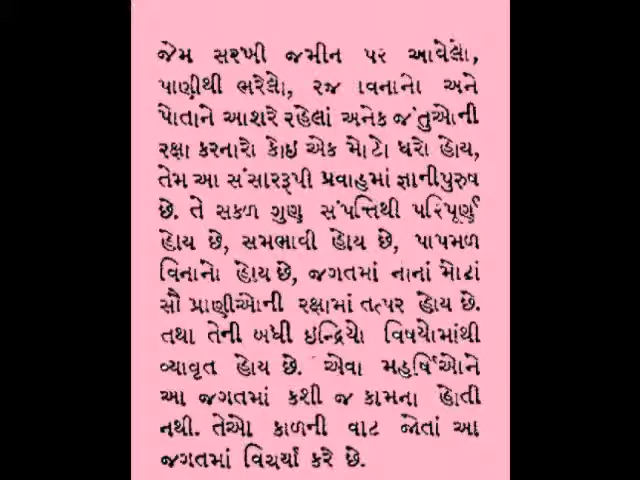 જેમ સરખી જમીન પર આવેલો,
પાણીથી ભરેલો, રજ વિનાનો અને
પોતાને આશરે રહેલાં અનેક જંતુઓની
રક્ષા કરનારો કોઇ એક મોટો ધરો હોય,
તેમ આ સંસારરૂપી પ્રવાહમાં જ્ઞાનીપુરુષ
છે. તે સકળ ગુણ સંપત્તિથી પરિપૂર્ણ
હોય છે, સમભાવી હોય છે, પાપમળ
વિનાનો હોય છે, જગતમાં નાનાં મોટાં
સૌ પ્રાણીઓની રક્ષામાં તત્પર હોય છે.
તથા તેની બધી ઇન્દ્રિયો વિષયોમાંથી
વ્યાવૃત હોય છે. એવા મહર્ષિઓને
આ જગતમાં કશી જ કામના હોતી
નથી. તેઓ કાળની વાટ જોતાં આ
જગતમાં વિચર્યા કરે છે.